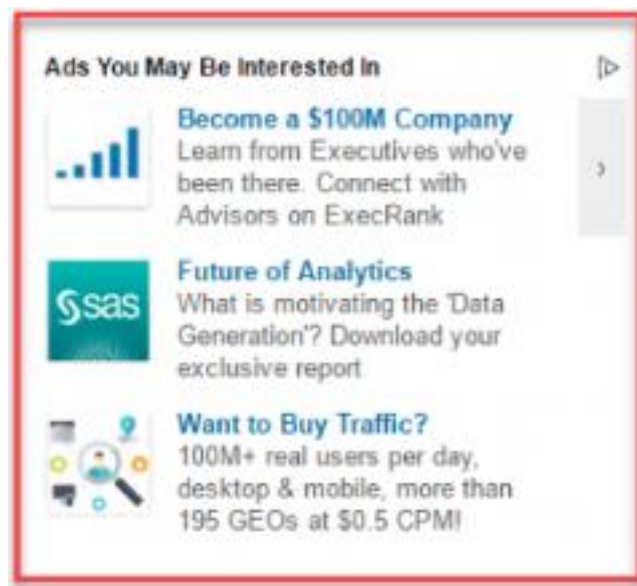 Ads You May Be Interested In
Become a $100M Company
Learn from Executives who've
been there. Connect with
Advisors on ExecRank
sas
Future of Analytics
What is motivating the 'Data
Generation'? Download your
exclusive report
Want to Buy Traffic?
100M+ real users per day,
desktop & mobile, more than
195 GEOs at $0.5 CPM!